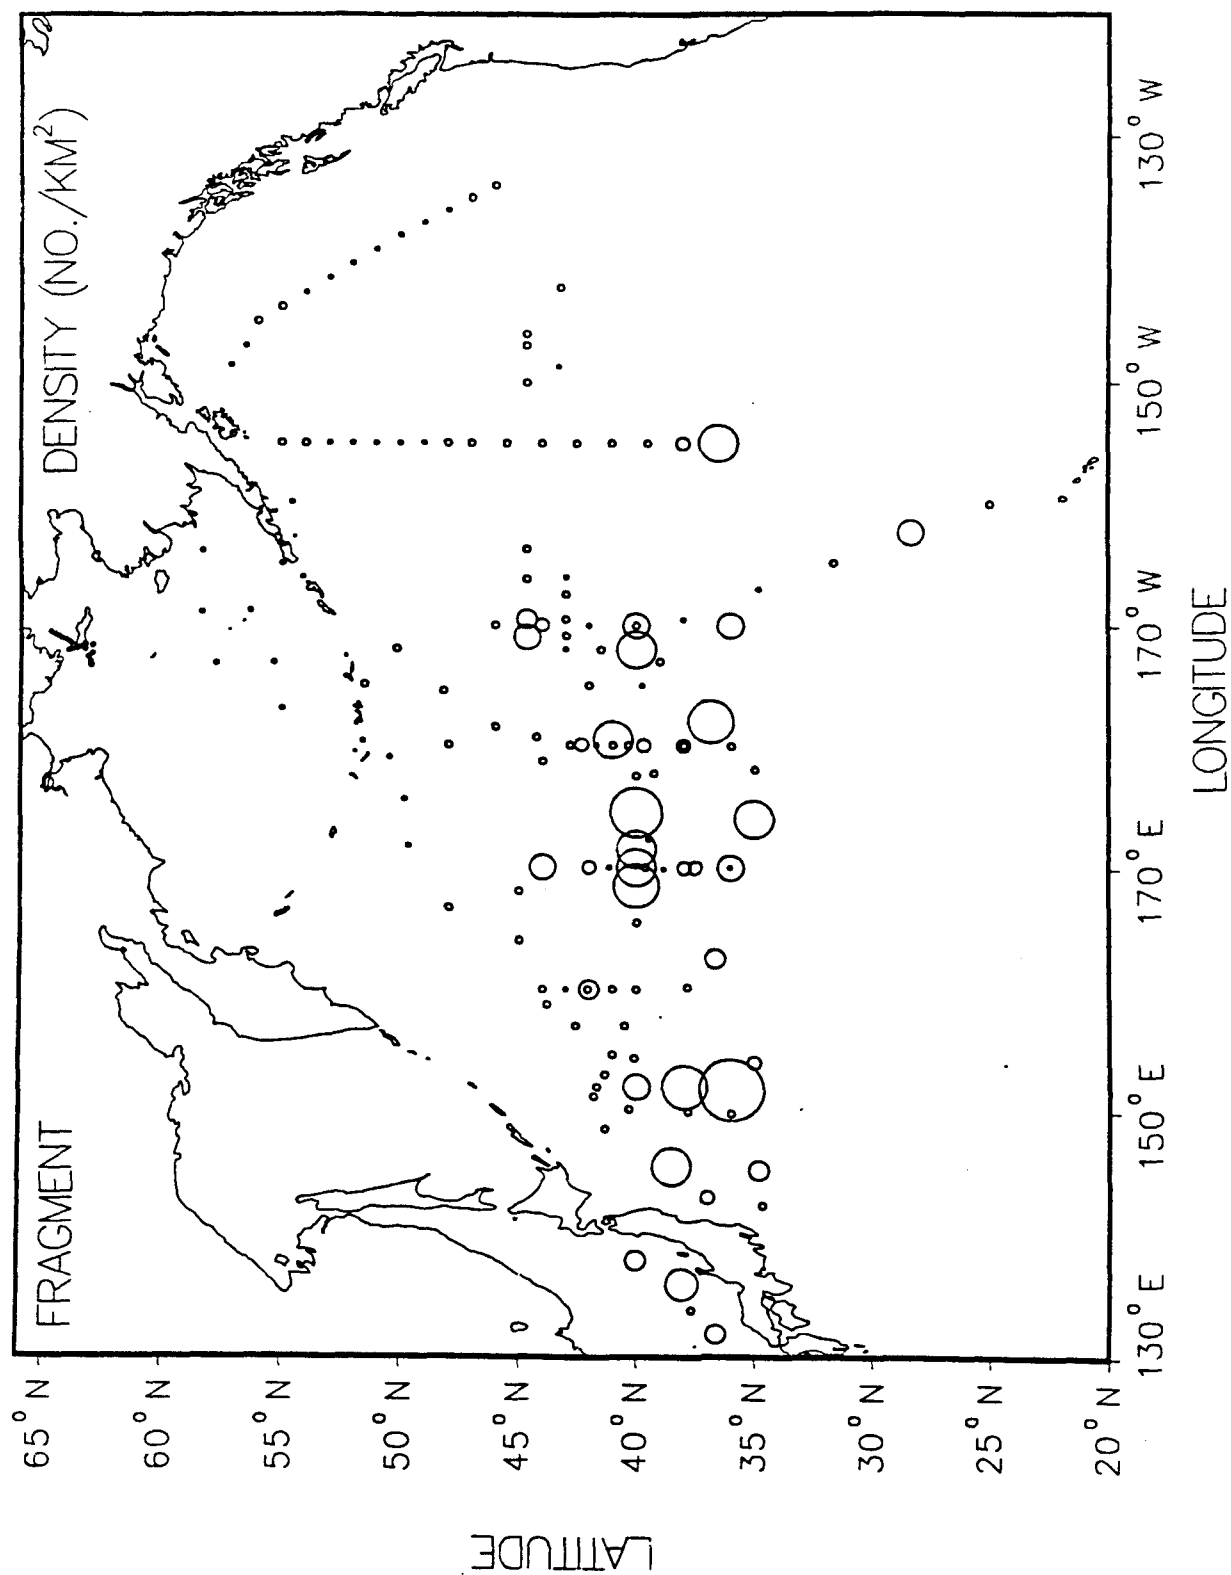 FRAGMENT DENSITY (NO./KM²)
65° N
60° N
55° N
50° N
45° N
40° N
35° N
30° N
25° N
20° N
LATITUDE
130° E 150° E 170° E 170° W 150° W 130° W
LONGITUDE